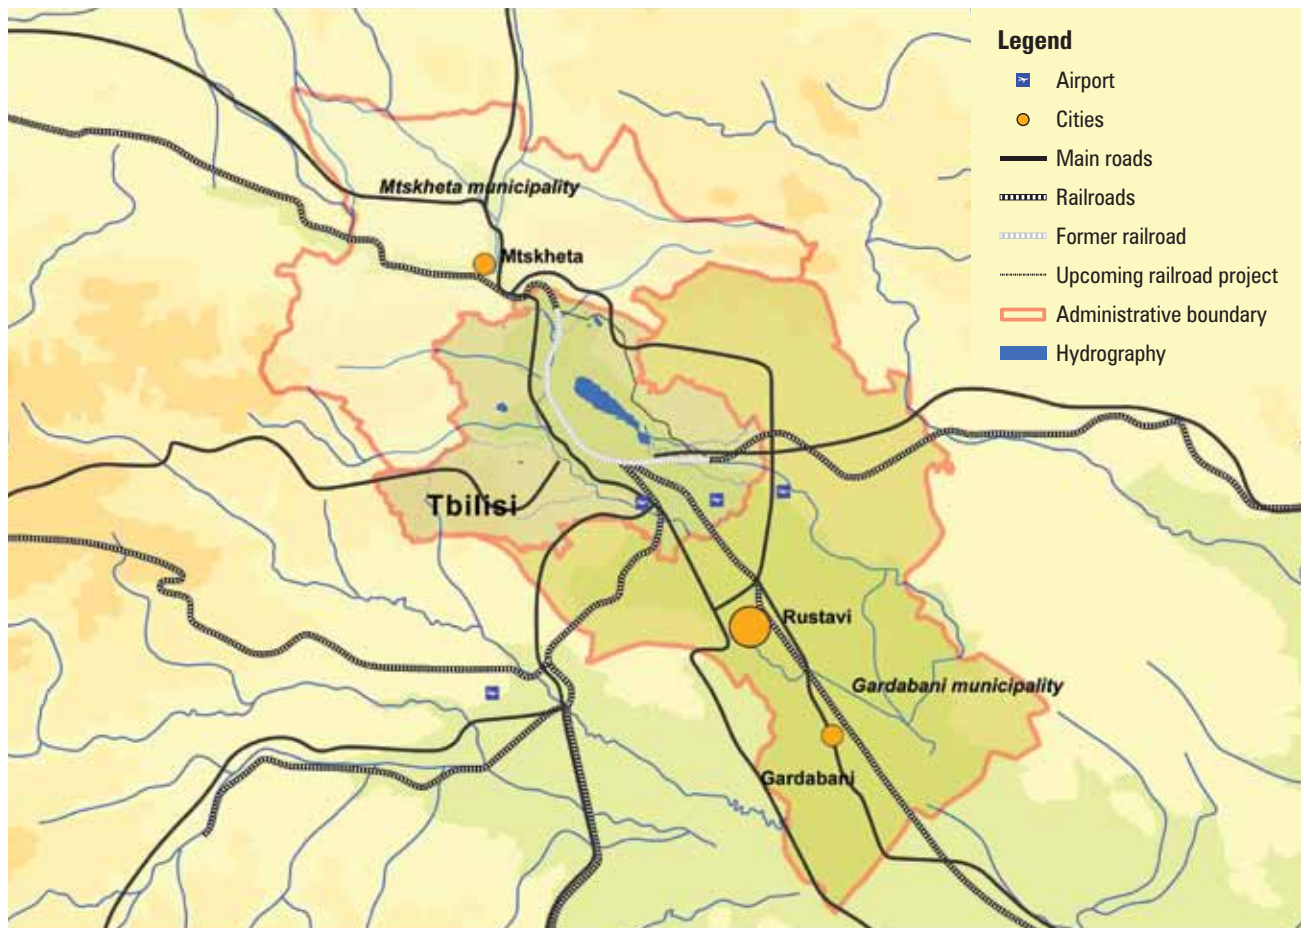 Legend
Airport
Cities
Main roads
Railroads
Former railroad
Upcoming railroad project
Administrative boundary
Hydrography
Mtskheta municipality
Mtskheta
Tbilisi
Rustavi
Gardabani municipality
Gardabani